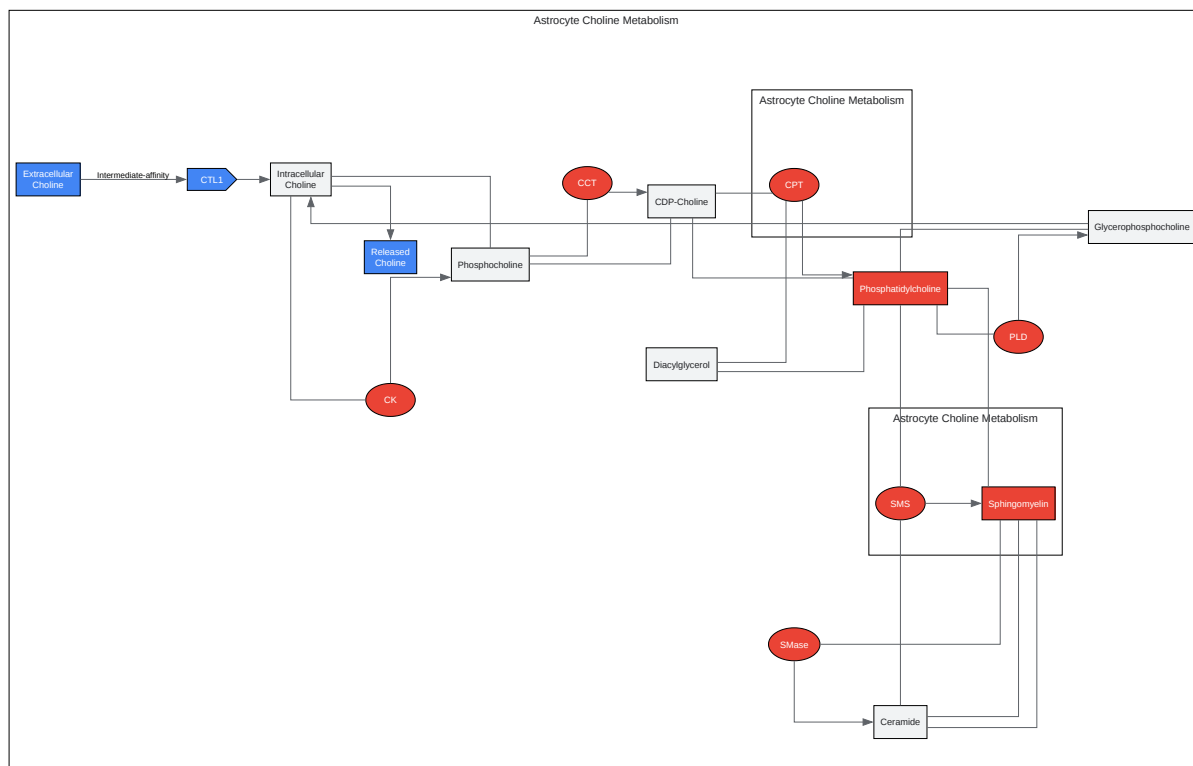 Astrocyte Choline Metabolism
Astrocyte Choline Metabolism
Extracellular
Choline
Intermediate-affinity
CTL1
Intracellular
Choline
CCT
CDP-Choline
CPT
Glycerophosphocholine
Released
Choline
Phosphocholine
Phosphatidylcholine
PLD
Diacylglycerol
CK
Astrocyte Choline Metabolism
SMS
Sphingomyelin
SMase
Ceramide